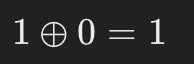 1 ⊕ 0 = 1